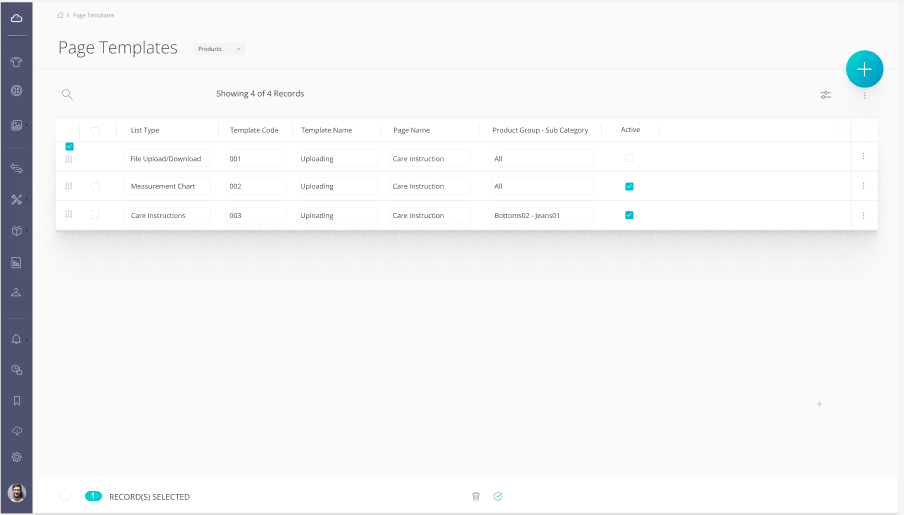 Page Templates
Page Templates
Products
Showing 4 of 4 Records
List Type Template Code Template Name Page Name Product Group - Sub Category Active
File Upload/Download 001 Uploading Care Instruction All
Measurement Chart 002 Uploading Care Instruction All
Care Instructions 003 Uploading Care Instruction Bottoms02 - Jeans01
1 RECORD(S) SELECTED